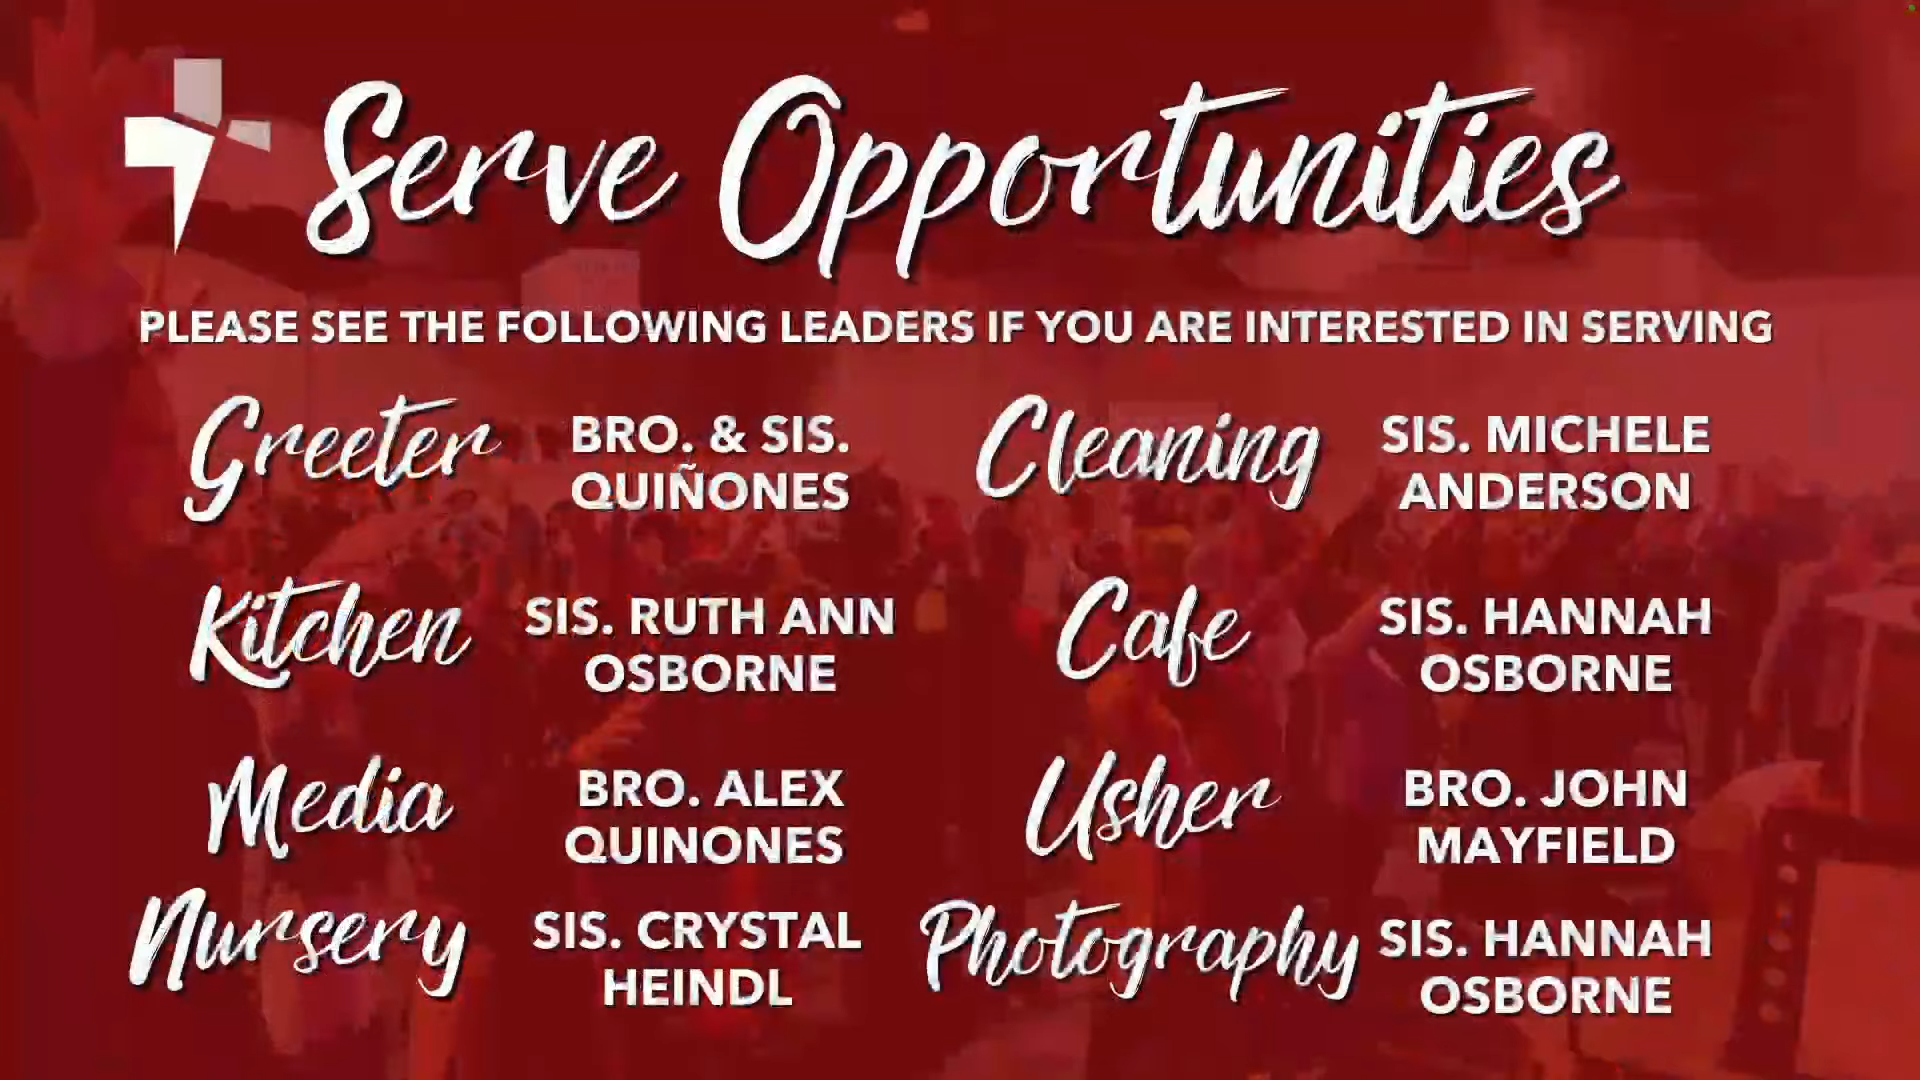 Serve Opportunities
PLEASE SEE THE FOLLOWING LEADERS IF YOU ARE INTERESTED IN SERVING
Greeter
BRO. & SIS.
QUIÑONES
Cleaning
SIS. MICHELE
ANDERSON
Kitchen
SIS. RUTH ANN
OSBORNE
Cafe
SIS. HANNAH
OSBORNE
Media
BRO. ALEX
QUINONES
Usher
BRO. JOHN
MAYFIELD
Nursery
SIS. CRYSTAL
HEINDL
Photography
SIS. HANNAH
OSBORNE